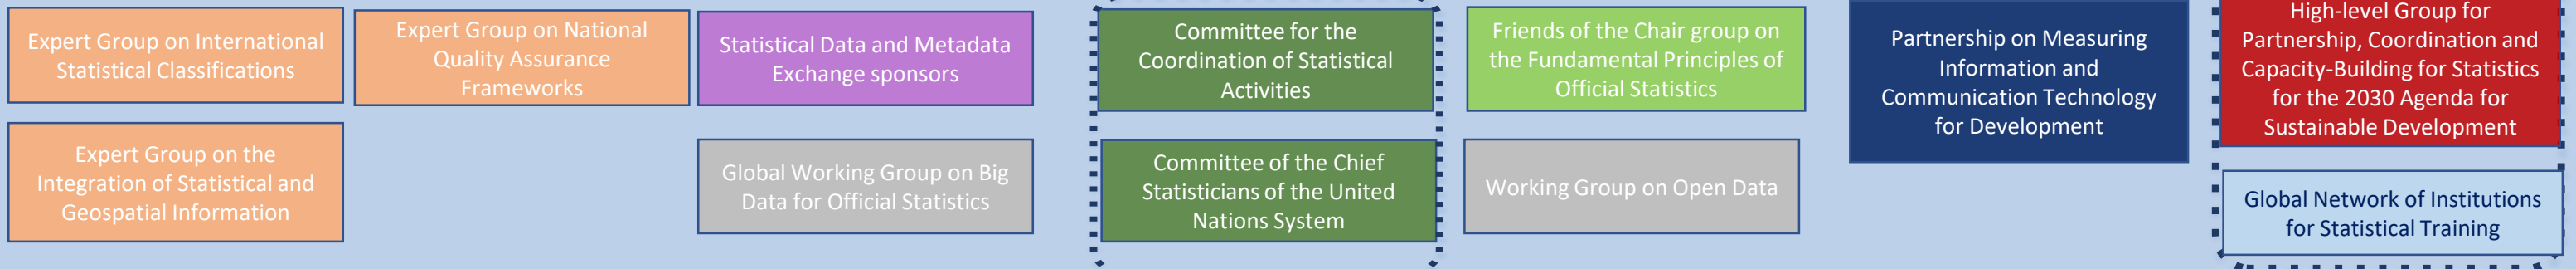 Expert Group on International
Statistical Classifications
Expert Group on National
Quality Assurance
Frameworks
Statistical Data and Metadata
Exchange sponsors
Committee for the
Coordination of Statistical
Activities
Friends of the Chair group on
the Fundamental Principles of
Official Statistics
Partnership on Measuring
Information and
Communication Technology
for Development
High-level Group for
Partnership, Coordination and
Capacity-Building for Statistics
for the 2030 Agenda for
Sustainable Development
Expert Group on the
Integration of Statistical and
Geospatial Information
Global Working Group on Big
Data for Official Statistics
Committee of the Chief
Statisticians of the United
Nations System
Working Group on Open Data
Global Network of Institutions
for Statistical Training